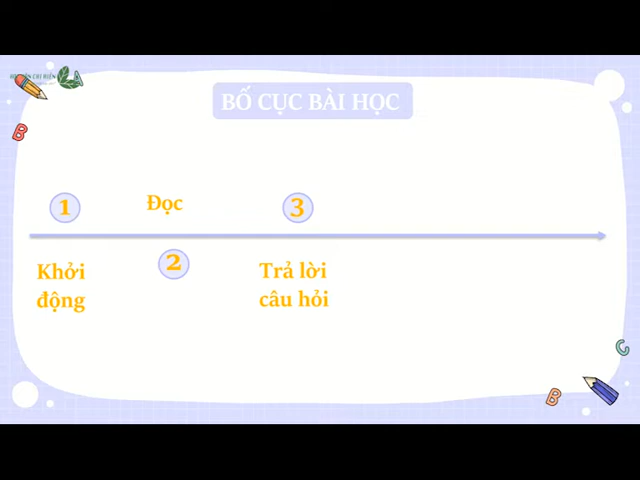 BỐ CỤC BÀI HỌC
1
Đọc
3
Khởi
động
2
Trả lời
câu hỏi
A
B
C
B